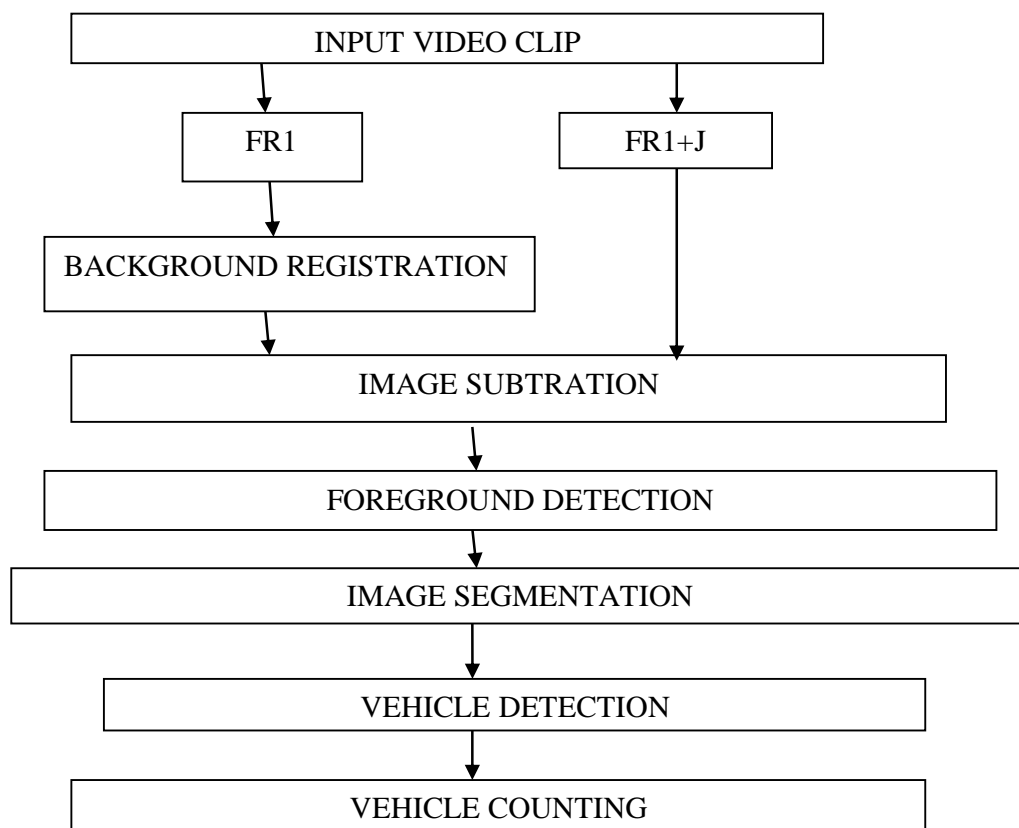 INPUT VIDEO CLIP
FR1
FR1+J
BACKGROUND REGISTRATION
IMAGE SUBTRATION
FOREGROUND DETECTION
IMAGE SEGMENTATION
VEHICLE DETECTION
VEHICLE COUNTING